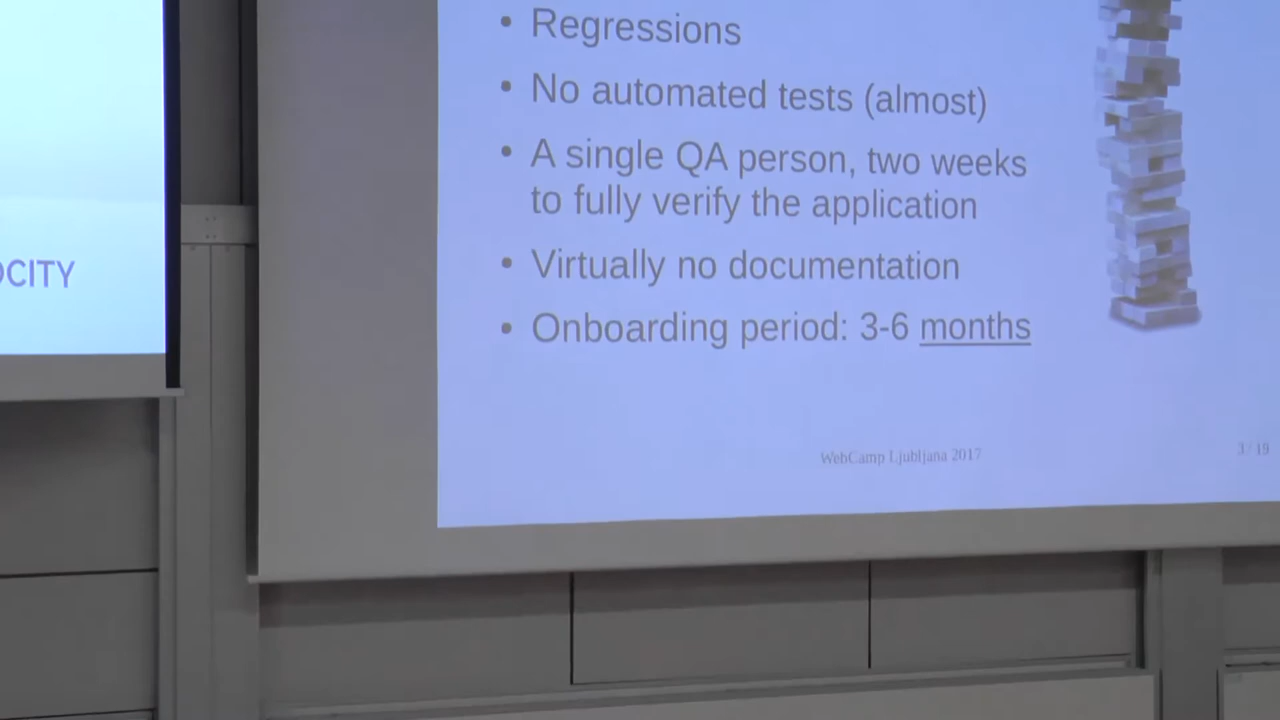 • Regressions
• No automated tests (almost)
• A single QA person, two weeks
to fully verify the application
• Virtually no documentation
• Onboarding period: 3-6 months
OCITY
WebCamp Ljubljana 2017
3 / 19